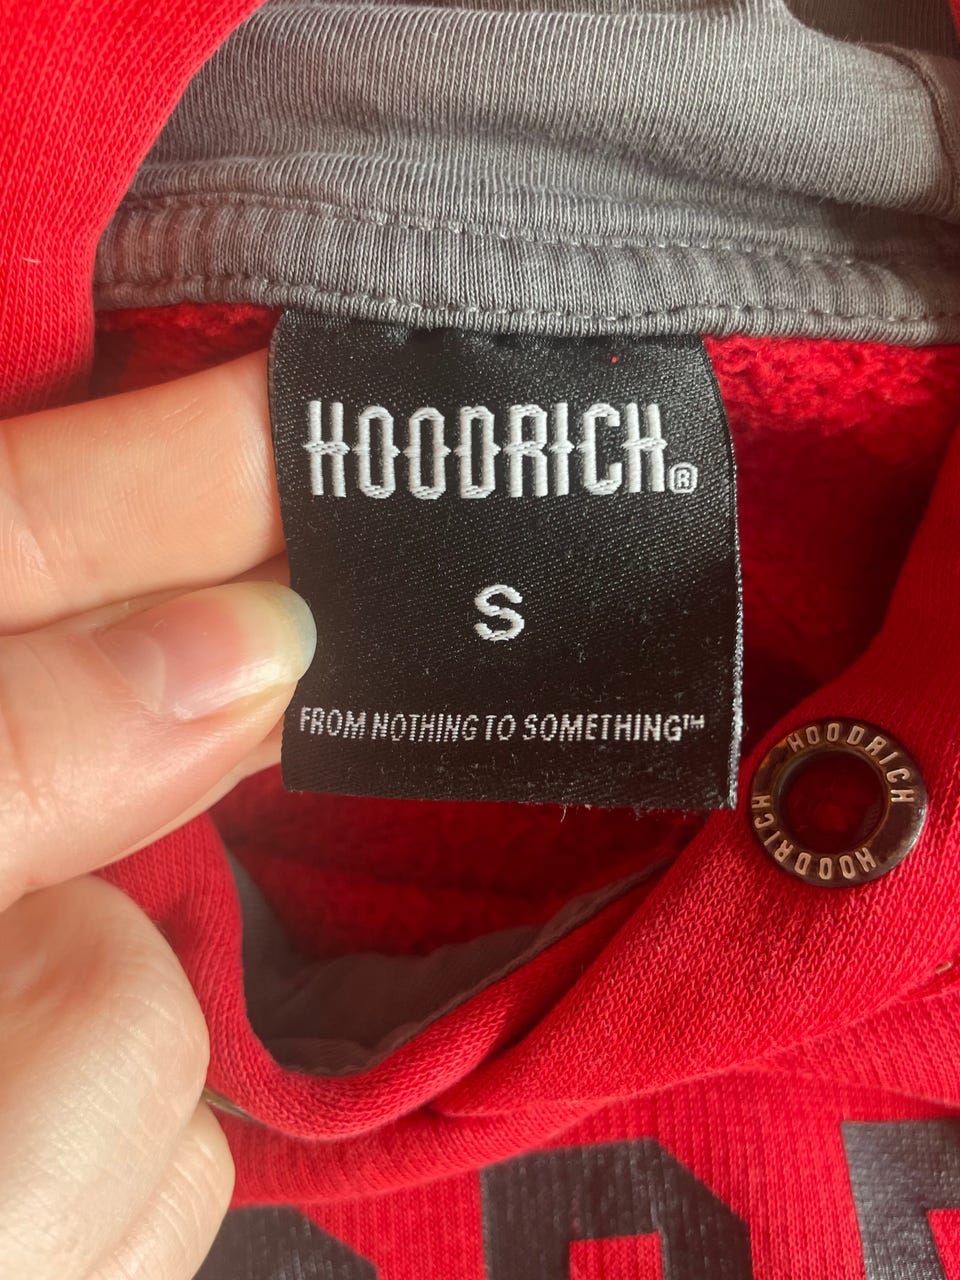 HOODRICH®
S
FROM NOTHING TO SOMETHING™
HOODRICH
HOODRICH